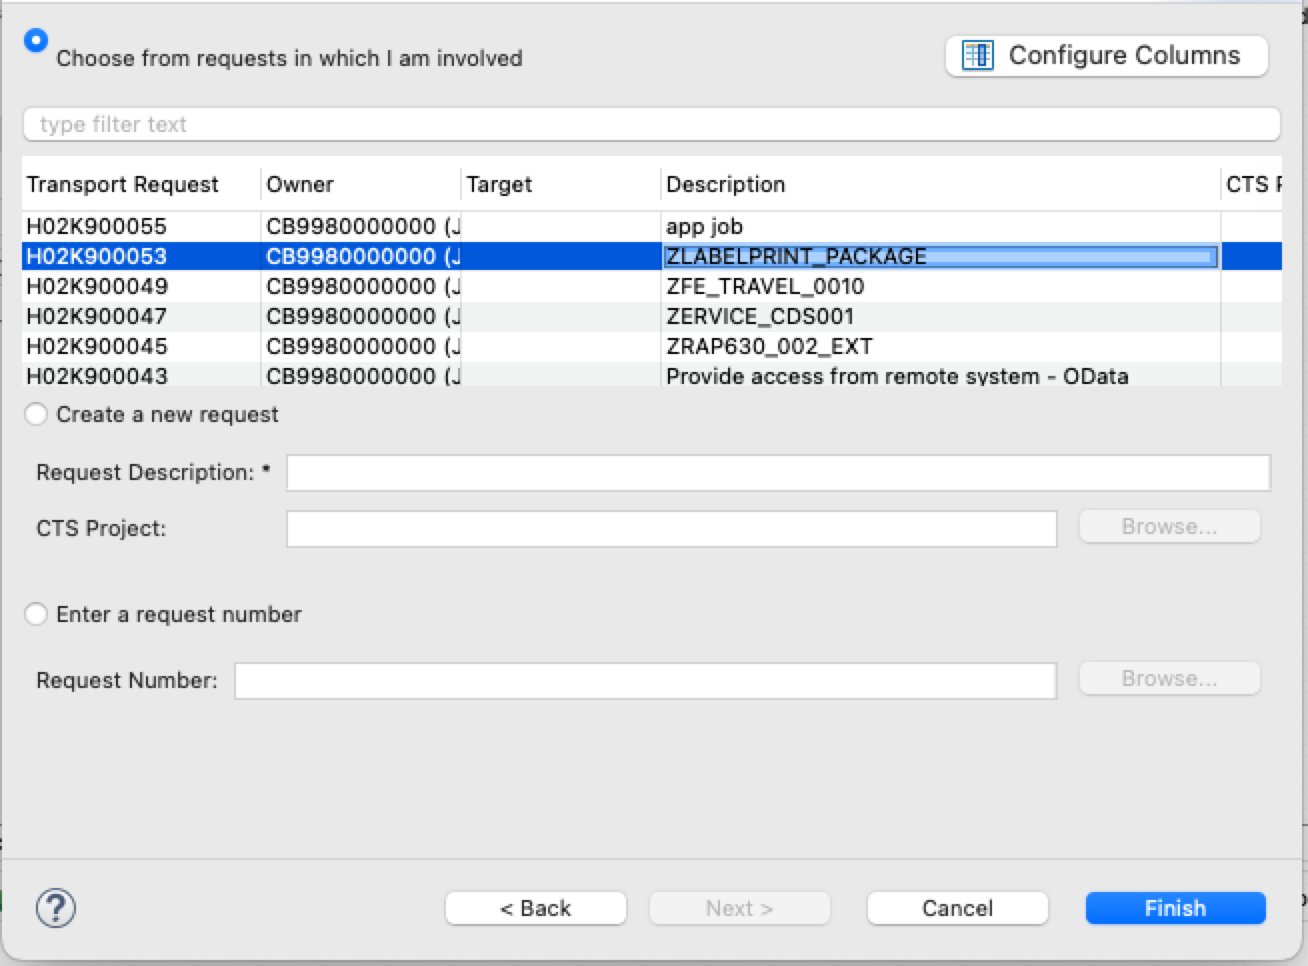 Choose from requests in which I am involved
Configure Columns
type filter text
Transport Request Owner Target Description CTS
H02K900055 CB9980000000 (J app job
H02K900053 CB9980000000 (J ZLABELPRINT_PACKAGE
H02K900049 CB9980000000 (J ZFE_TRAVEL_0010
H02K900047 CB9980000000 (J ZERVICE_CDS001
H02K900045 CB9980000000 (J ZRAP630_002_EXT
H02K900043 CB9980000000 (J Provide access from remote system - OData
Create a new request
Request Description: *
CTS Project: Browse...
Enter a request number
Request Number: Browse...
? < Back Next > Cancel Finish